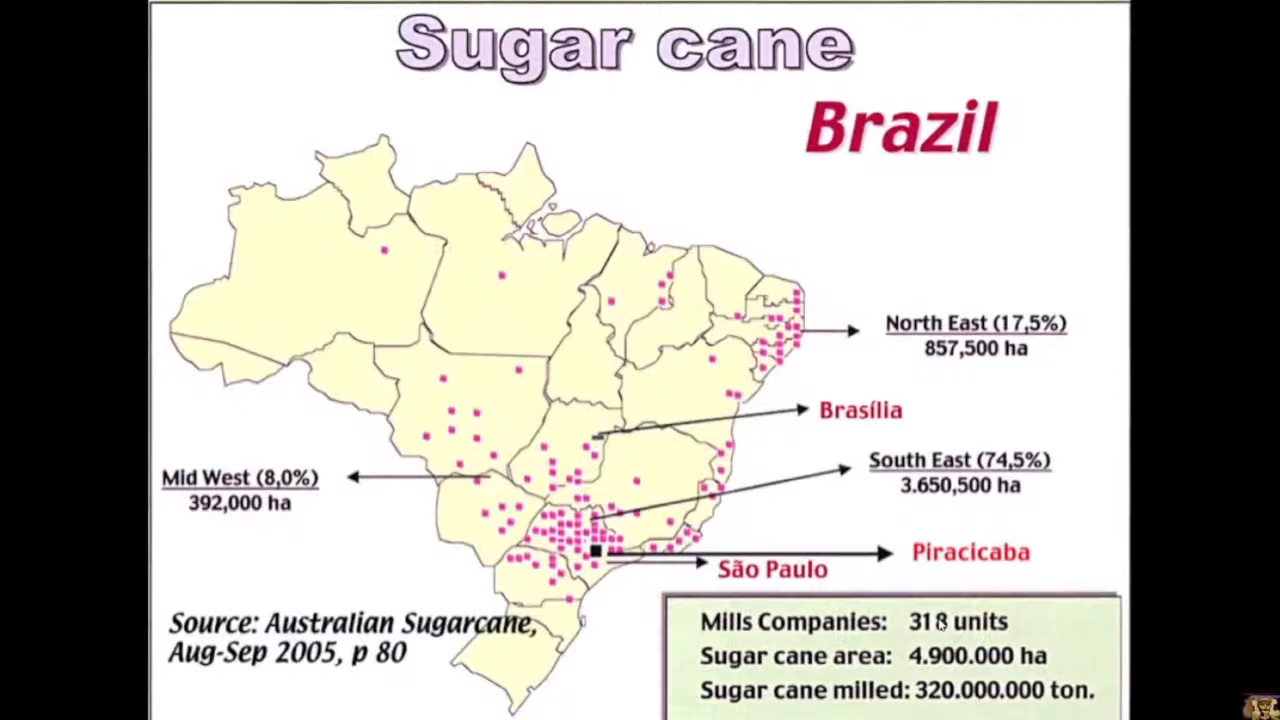 Sugar cane
Brazil
North East (17,5%)
857,500 ha
Brasília
South East (74,5%)
3.650,500 ha
Mid West (8,0%)
392,000 ha
Piracicaba
São Paulo
Source: Australian Sugarcane,
Aug-Sep 2005, p 80
Mills Companies: 318 units
Sugar cane area: 4.900.000 ha
Sugar cane milled: 320.000.000 ton.